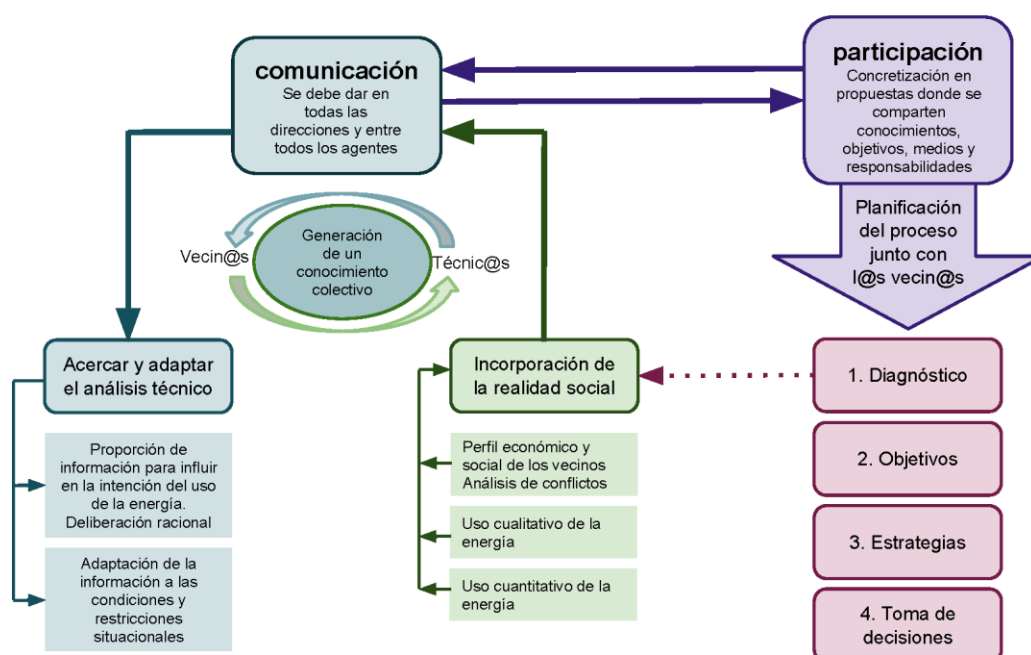 comunicación
Se debe dar en
todas las
direcciones y entre
todos los agentes
participación
Concretización en
propuestas donde se
comparten
conocimientos,
objetivos, medios y
responsabilidades
Planificación
del proceso
junto con
l@s vecin@s
Vecin@s
Generación
de un
conocimiento
colectivo
Técnic@s
Acercar y adaptar
el análisis técnico
Proporción de
información para influir
en la intención del uso
de la energía.
Deliberación racional
Adaptación de la
información a las
condiciones y
restricciones
situacionales
Incorporación de
la realidad social
Perfil económico y
social de los vecinos
Análisis de conflictos
Uso cualitativo de la
energía
Uso cuantitativo de la
energía
1. Diagnóstico
2. Objetivos
3. Estrategias
4. Toma de
decisiones